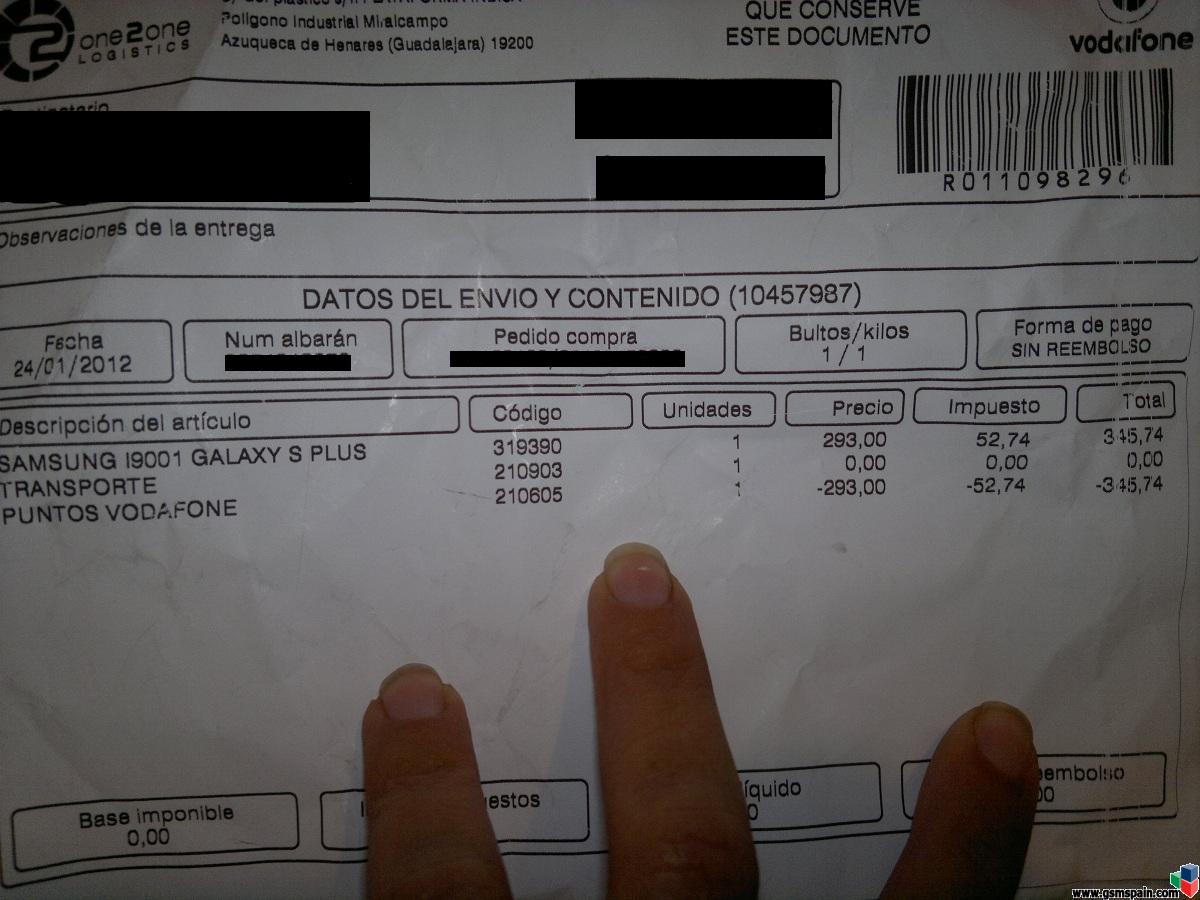 one2one
LOGISTICS
Polígono Industrial Miralcampo
Azuqueca de Henares (Guadalajara) 19200
QUE CONSERVE
ESTE DOCUMENTO
vodafone
R011098296
Observaciones de la entrega
DATOS DEL ENVIO Y CONTENIDO (10457987)
Fecha
24/01/2012
Num albarán
Pedido compra
Bultos/kilos
1 / 1
Forma de pago
SIN REEMBOLSO
Descripción del artículo Código Unidades Precio Impuesto Total
SAMSUNG I9001 GALAXY S PLUS 319390 1 293,00 52,74 345,74
TRANSPORTE 210903 1 0,00 0,00 0,00
PUNTOS VODAFONE 210605 1 -293,00 -52,74 -345,74
Base imponible
0,00
www.gsmspain.com